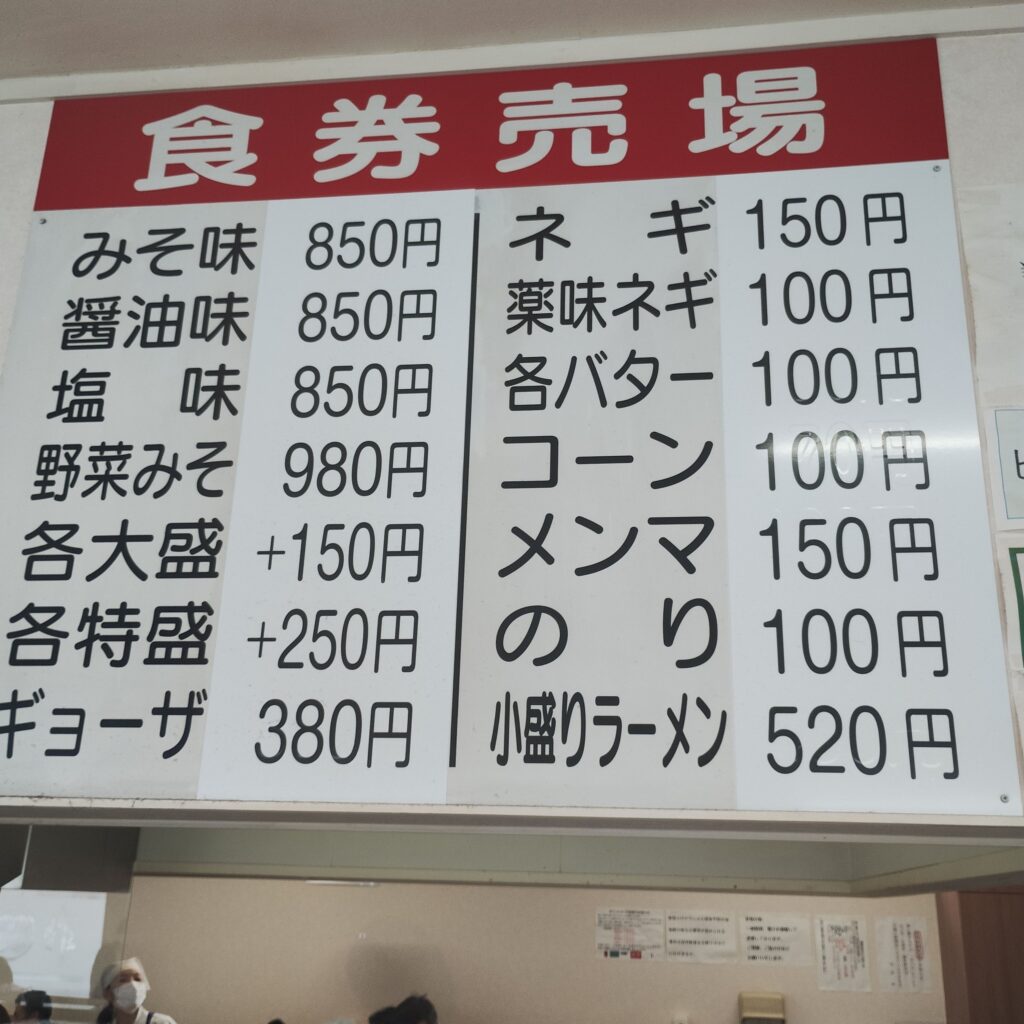 食券売場
みそ味 850円
醤油味 850円
塩味 850円
野菜みそ 980円
各大盛 +150円
各特盛 +250円
ギョーザ 380円
ネギ 150円
薬味ネギ 100円
各バター 100円
コーン 100円
メンマ 150円
のり 100円
小盛りラーメン 520円